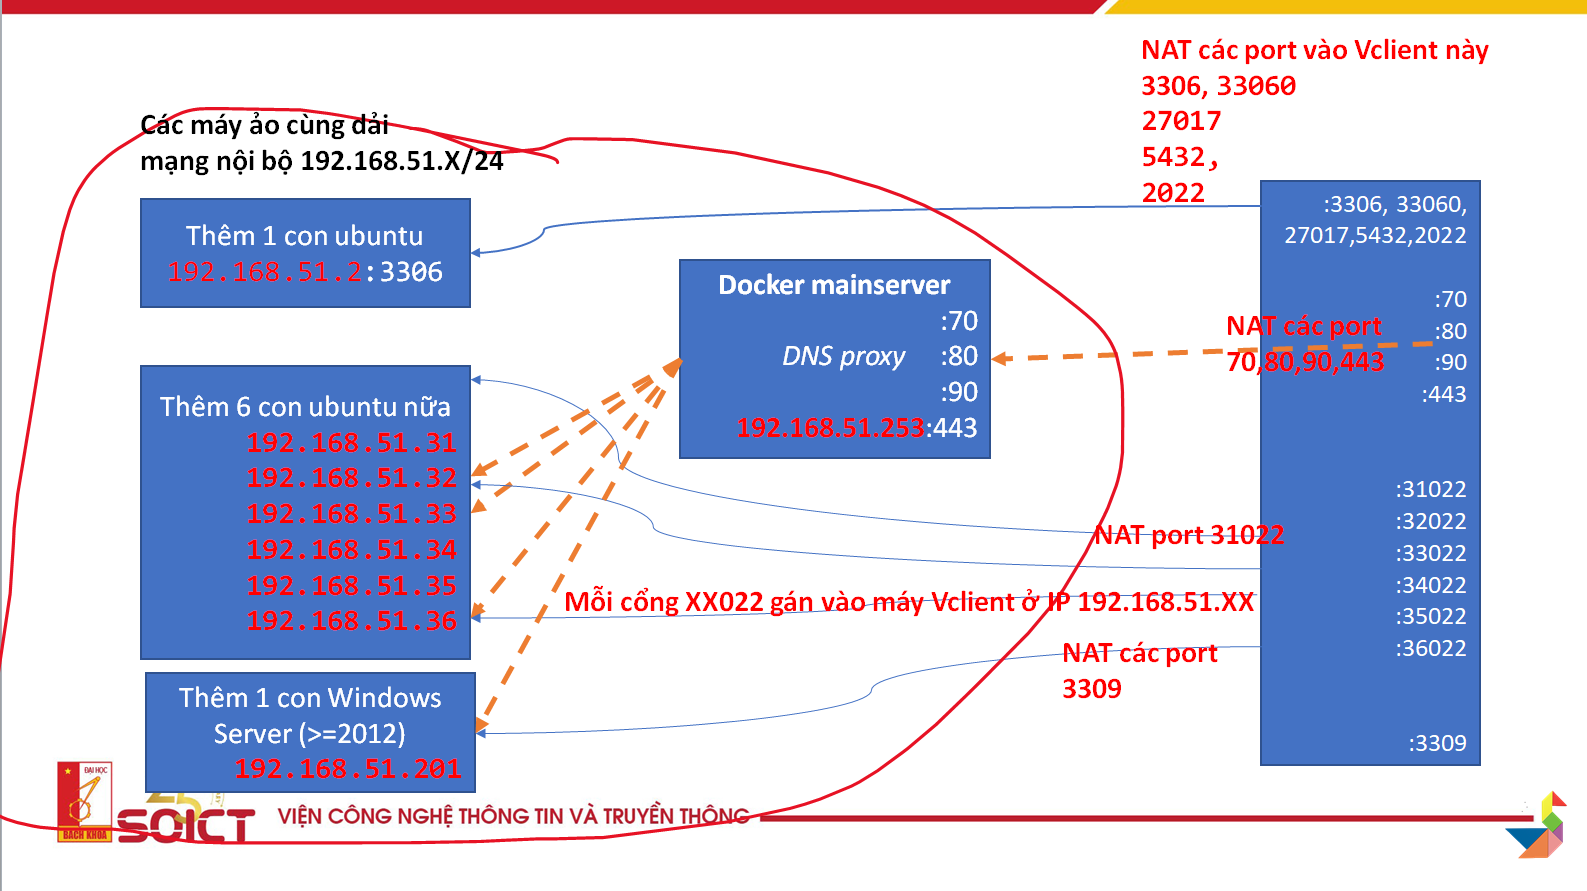 NAT các port vào Vclient này
3306, 33060
27017
5432,
2022
Các máy ảo cùng dải
mạng nội bộ 192.168.51.X/24
Thêm 1 con ubuntu
192.168.51.2:3306
Docker mainserver
:70
DNS proxy :80
:90
192.168.51.253:443
:3306, 33060,
27017,5432,2022
:70
:80
:90
:443
:31022
:32022
:33022
:34022
:35022
:36022
:3309
NAT các port
70,80,90,443
Thêm 6 con ubuntu nữa
192.168.51.31
192.168.51.32
192.168.51.33
192.168.51.34
192.168.51.35
192.168.51.36
NAT port 31022
Mỗi cổng XX022 gán vào máy Vclient ở IP 192.168.51.XX
NAT các port
3309
Thêm 1 con Windows
Server (>=2012)
192.168.51.201
ĐẠI HỌC
BÁCH KHOA
25
SOICT
VIỆN CÔNG NGHỆ THÔNG TIN VÀ TRUYỀN THÔNG